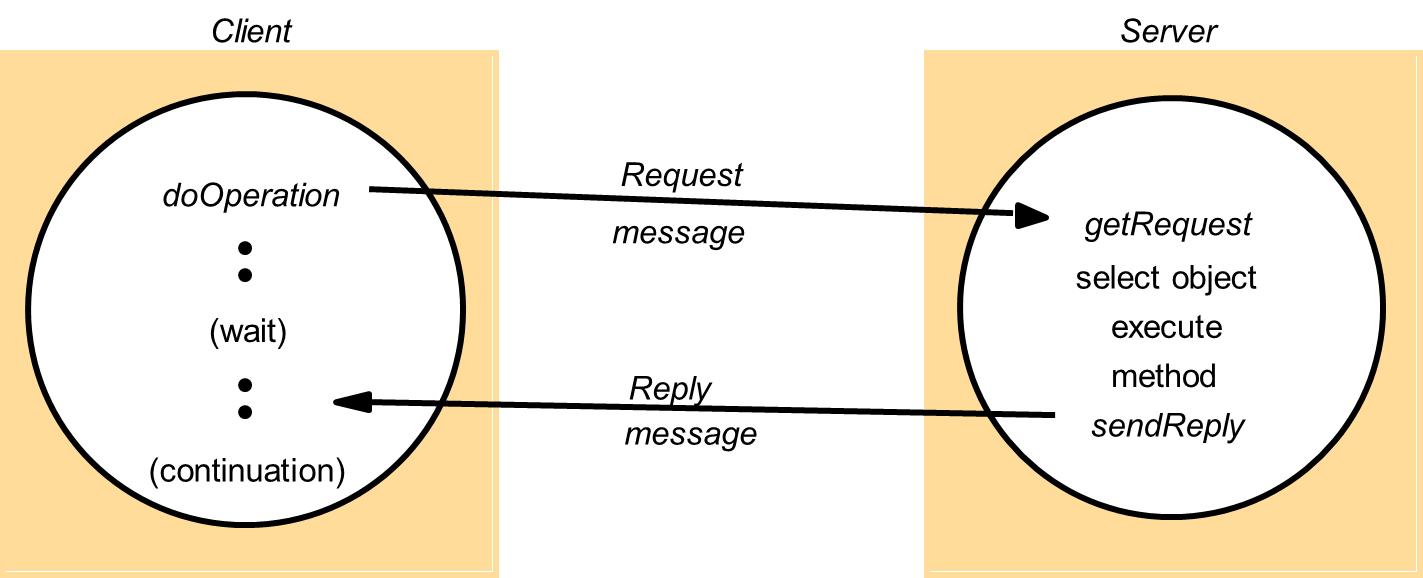 Client
doOperation
(wait)
(continuation)
Request
message
Reply
message
Server
getRequest
select object
execute
method
sendReply